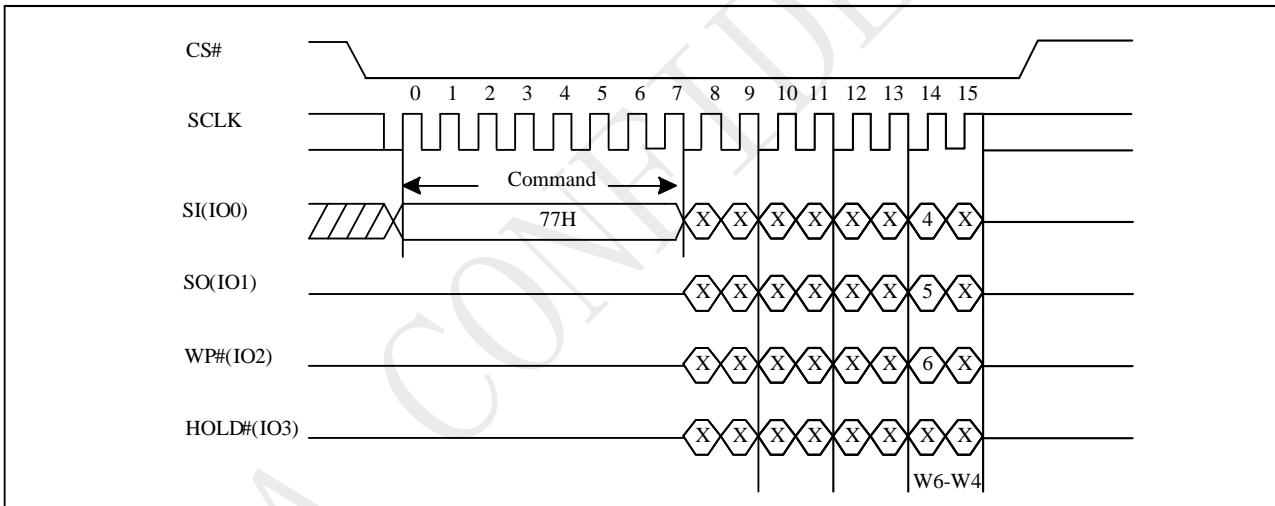 CS#
0 1 2 3 4 5 6 7 8 9 10 11 12 13 14 15
SCLK
Command
SI(IO0)
77H X X X X X X 4 X
SO(IO1)
X X X X X X 5 X
WP#(IO2)
X X X X X X 6 X
HOLD#(IO3)
X X X X X X X X
W6-W4